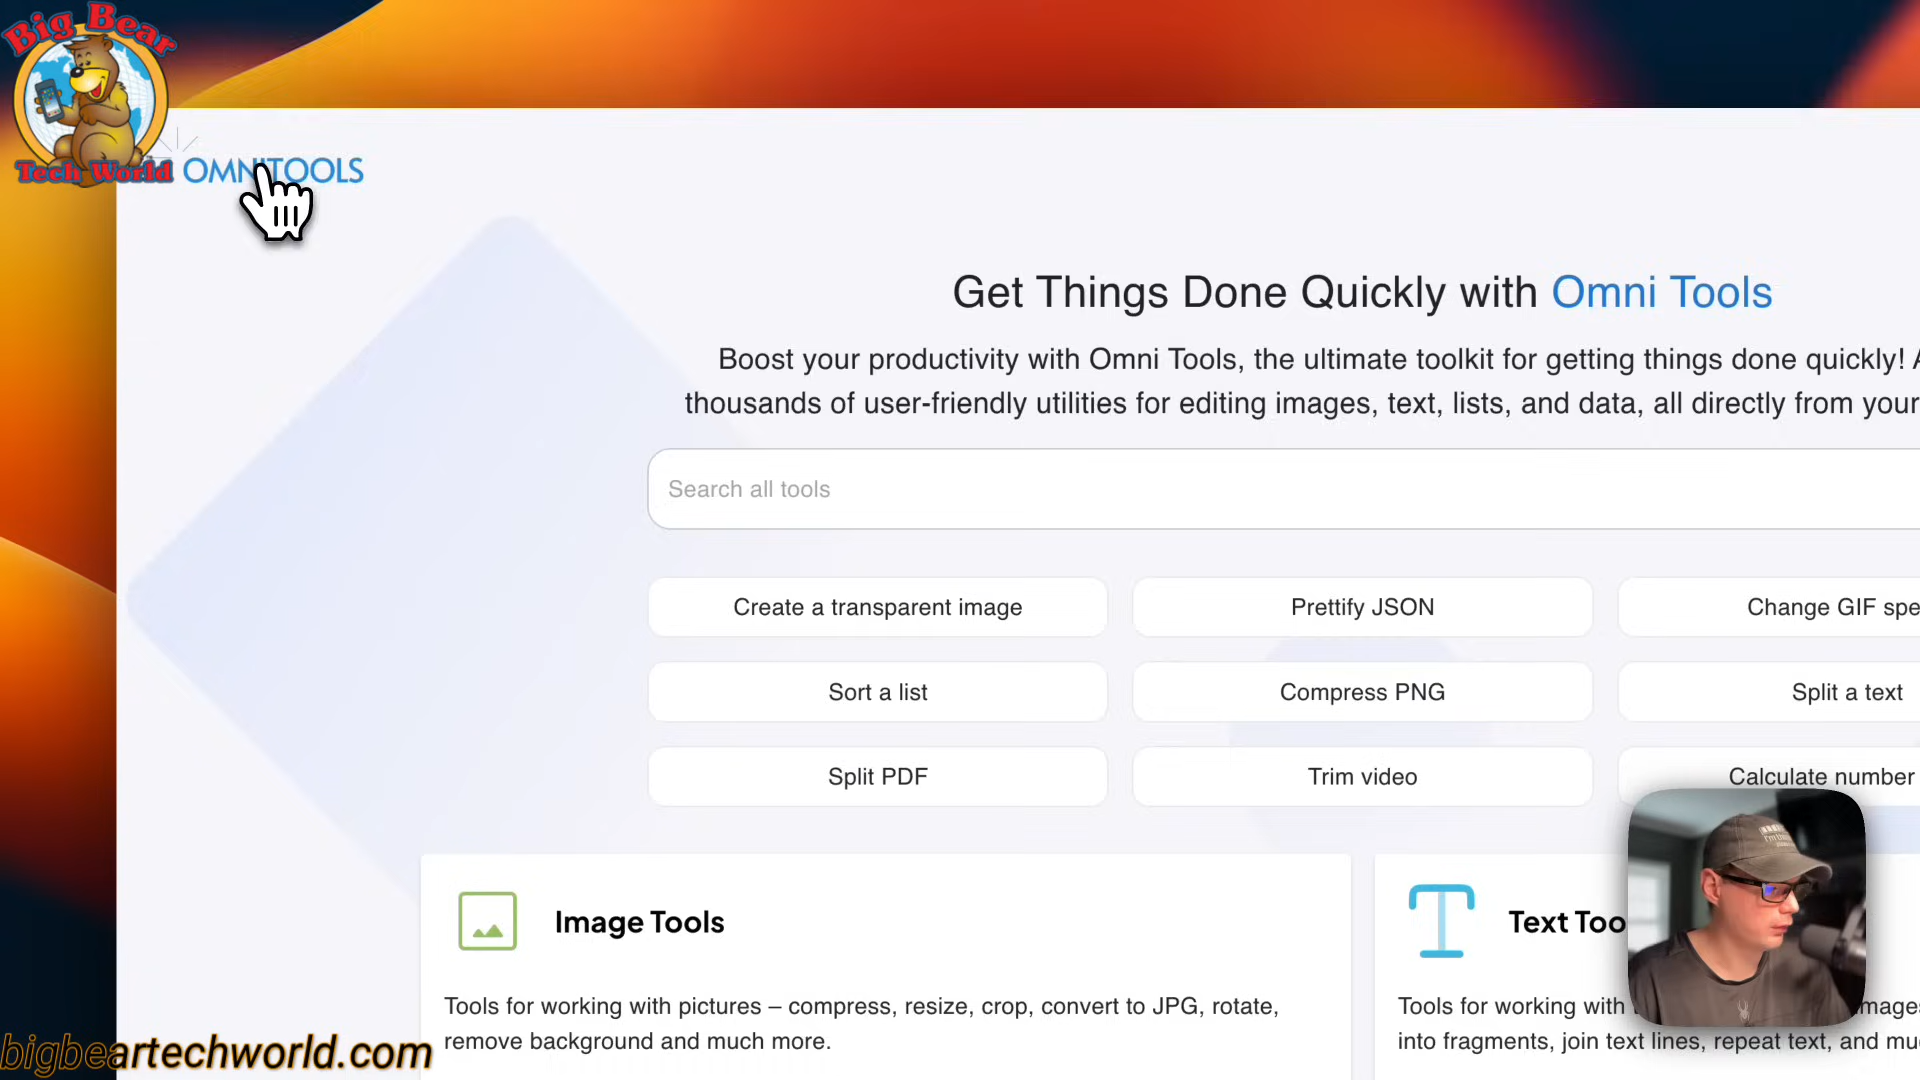 Big Bear
Tech World
OMNITOOLS
Get Things Done Quickly with Omni Tools
Boost your productivity with Omni Tools, the ultimate toolkit for getting things done quickly! A
thousands of user-friendly utilities for editing images, text, lists, and data, all directly from your
Search all tools
Create a transparent image
Prettify JSON
Change GIF spe
Sort a list
Compress PNG
Split a text
Split PDF
Trim video
Calculate number
Image Tools
Text Too
Tools for working with pictures – compress, resize, crop, convert to JPG, rotate,
remove background and much more.
Tools for working with
images
into fragments, join text lines, repeat text, and mu
bigbeartechworld.com